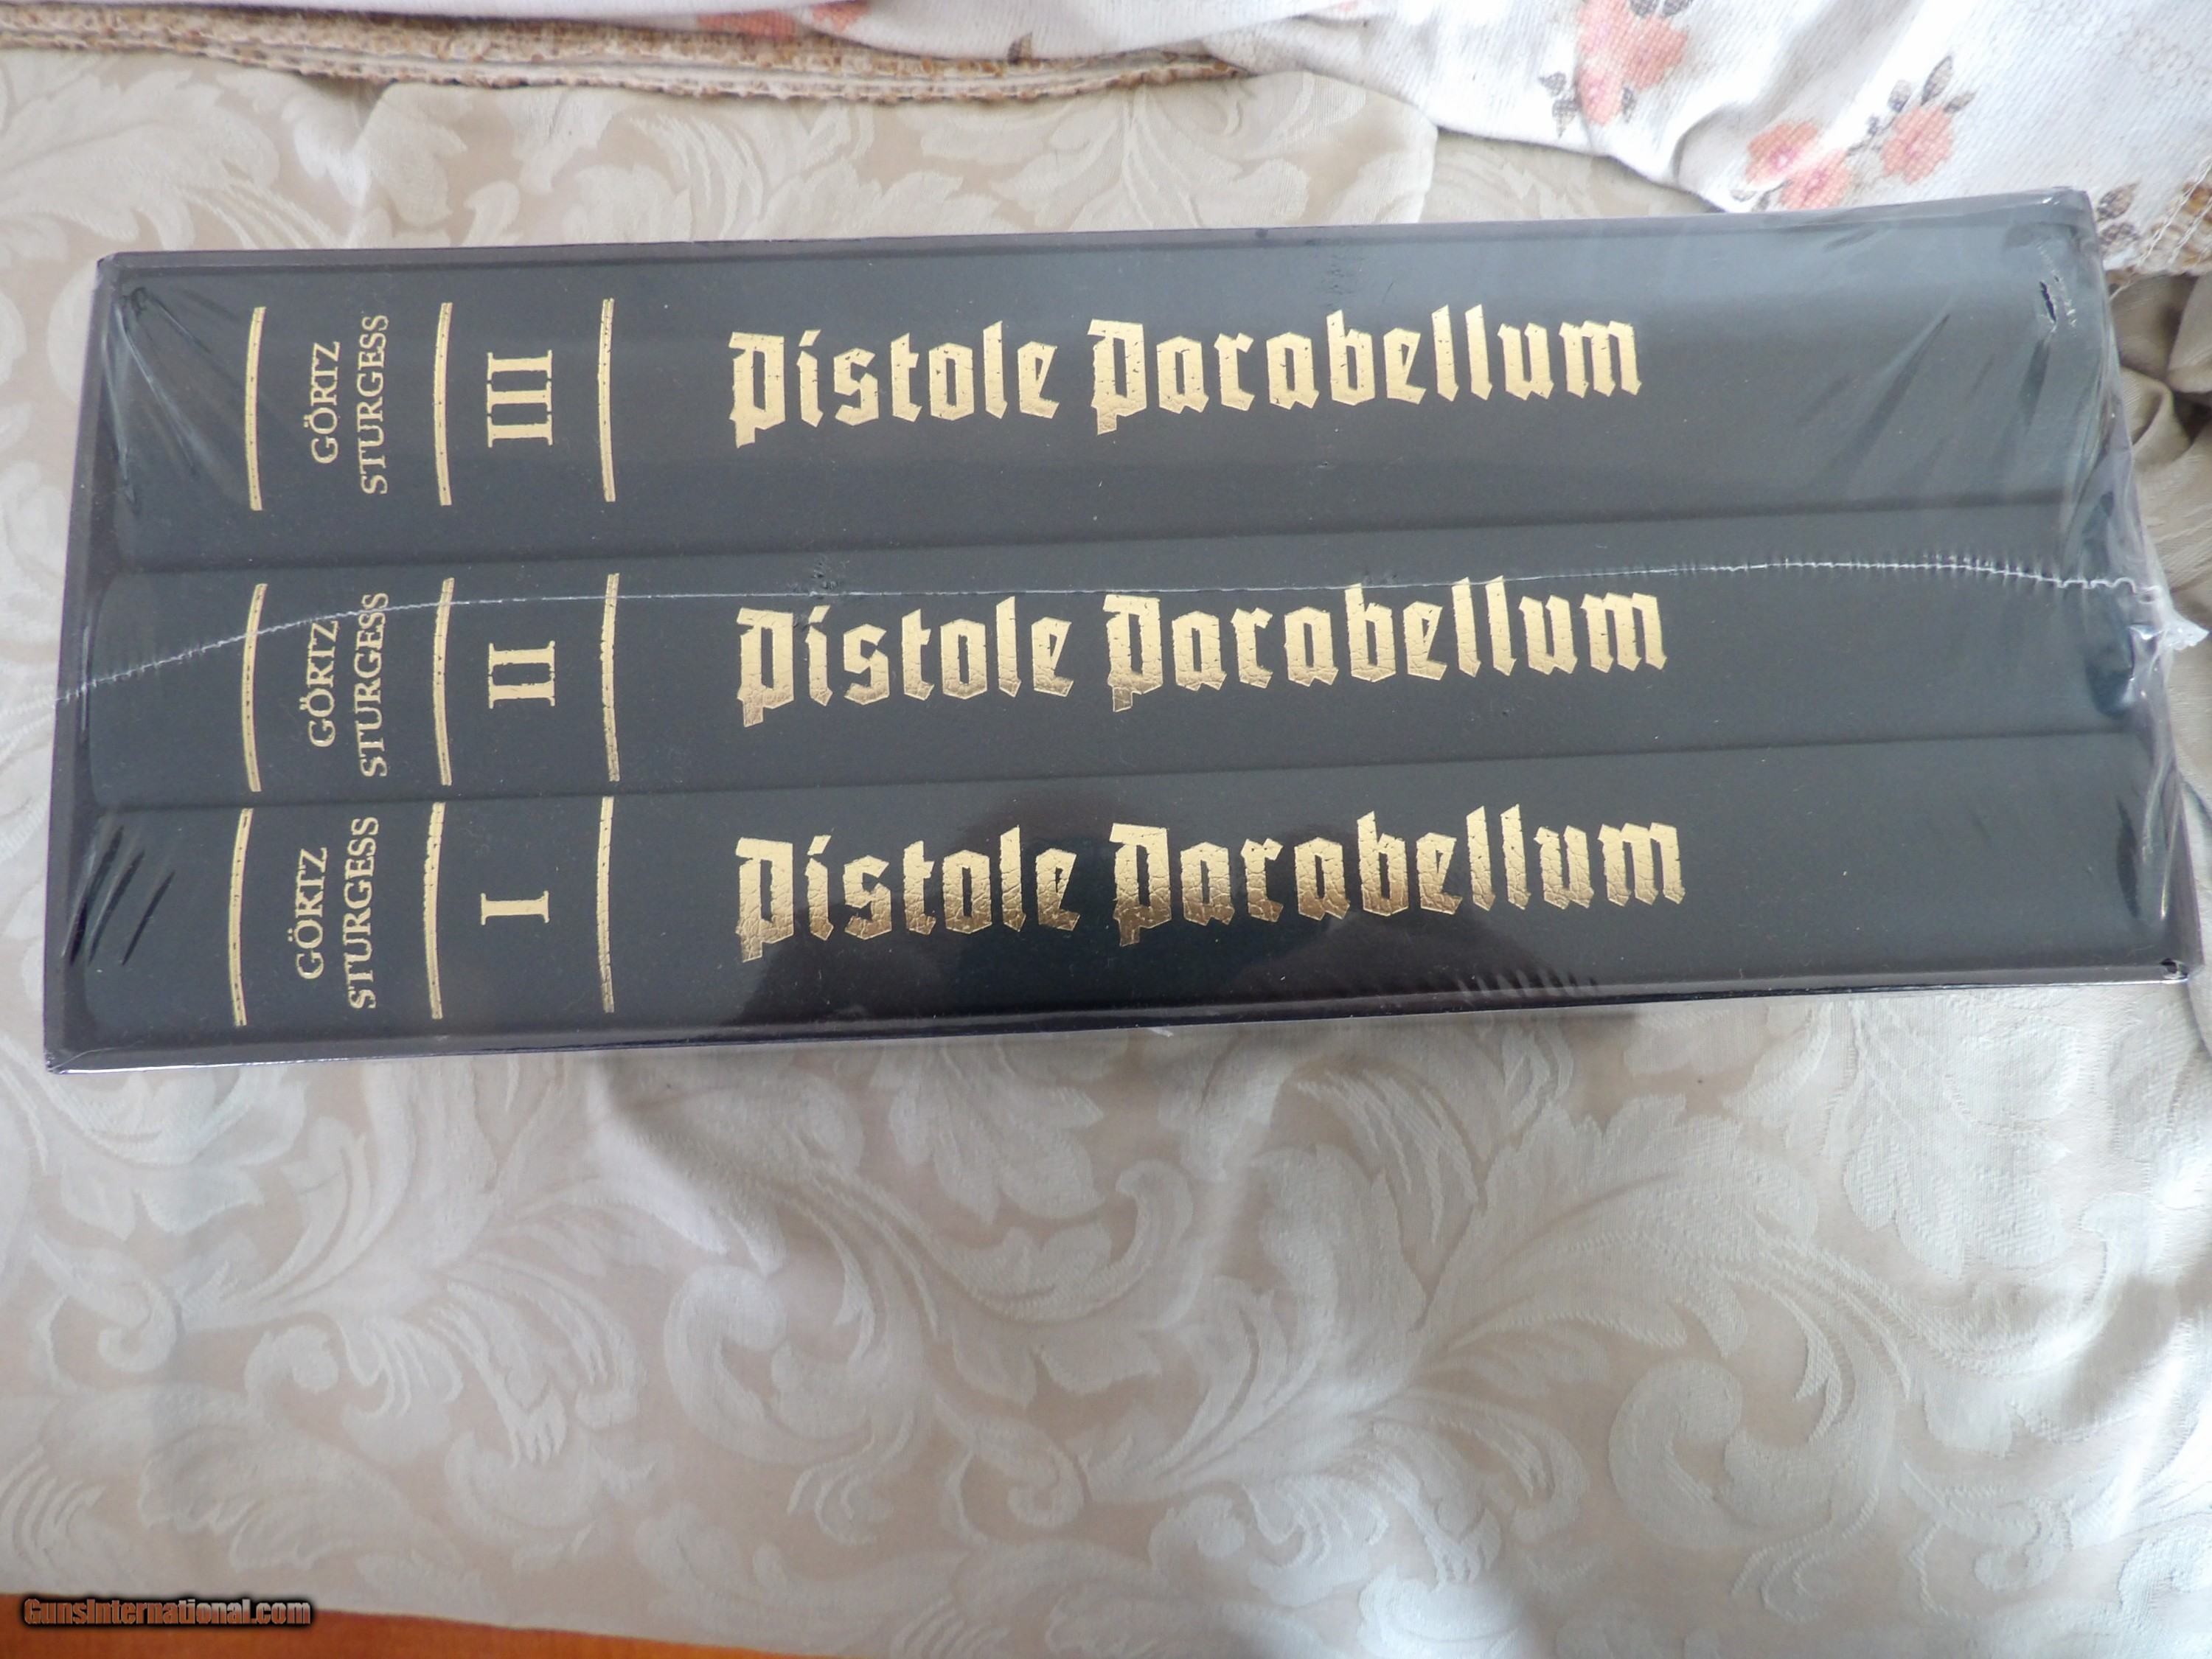 GÖRTZ
STURGESS
III
Pistole Parabellum
GÖRTZ
STURGESS
II
Pistole Parabellum
GÖRTZ
STURGESS
I
Pistole Parabellum
GunsInternational.com